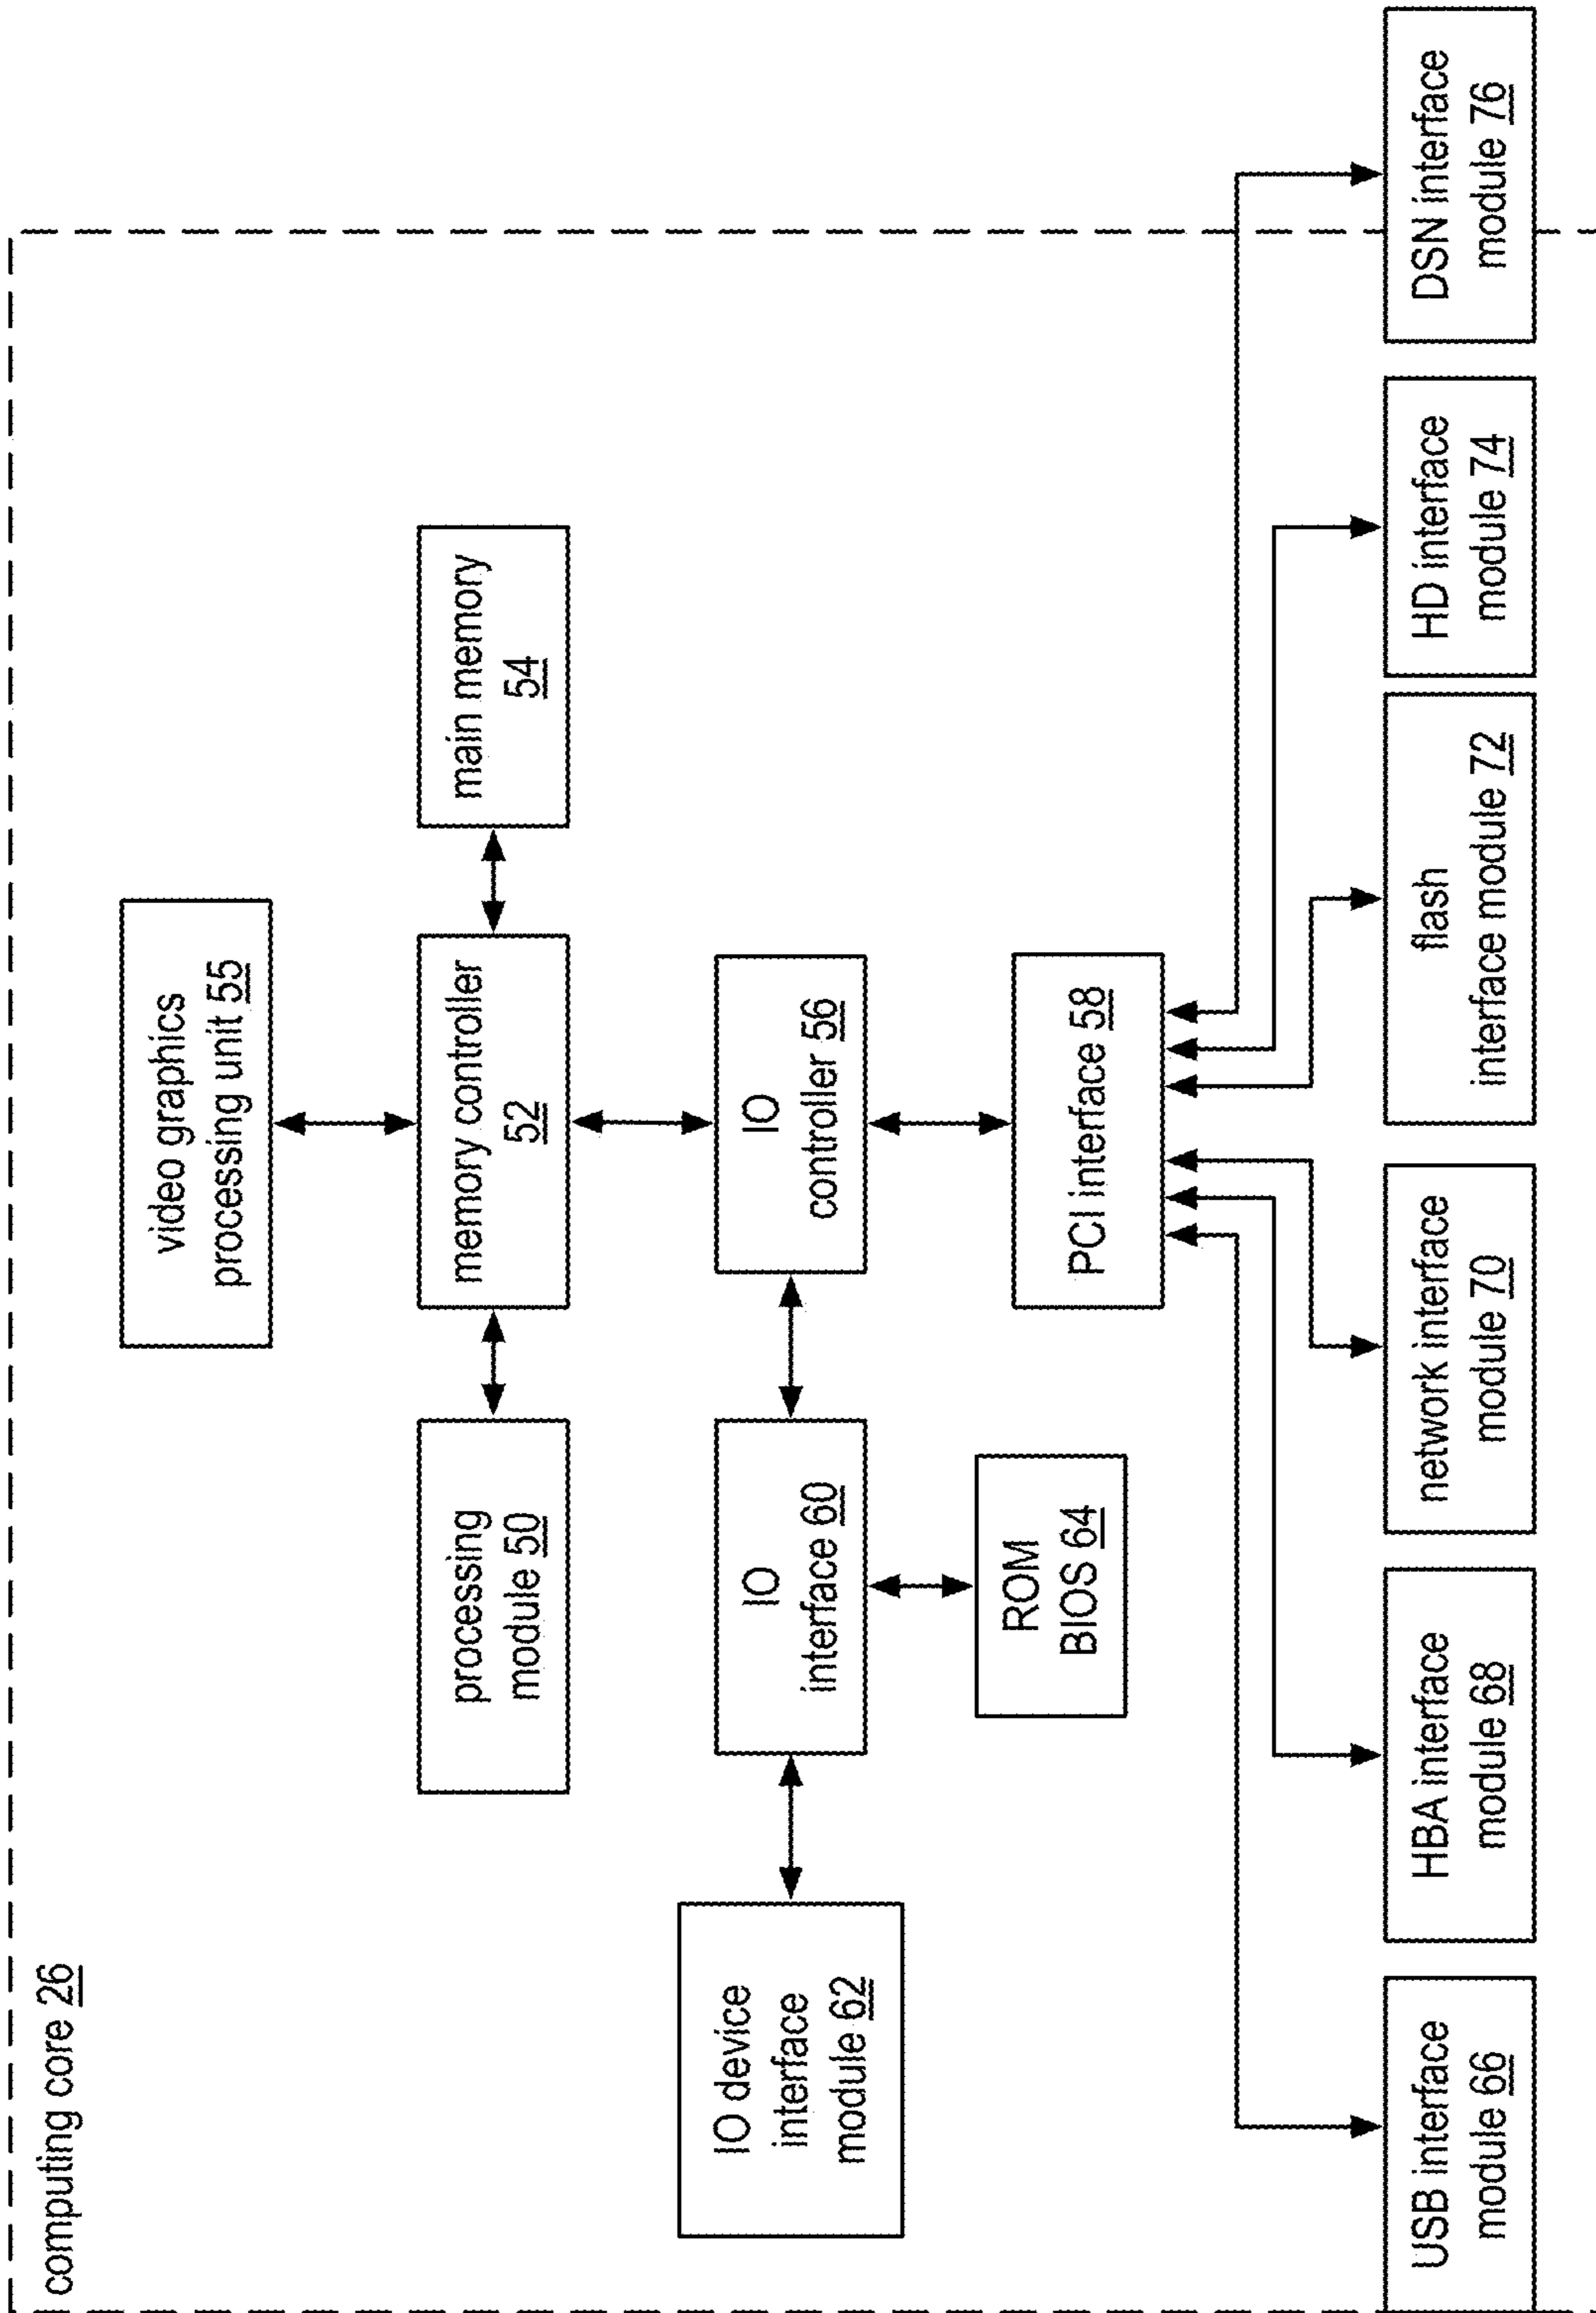 computing core 26
video graphics
processing unit 55
processing
module 50
memory controller
52
main memory
54
IO device
interface
module 62
IO
interface 60
IO
controller 56
ROM
BIOS 64
PCI interface 58
USB interface
module 66
HBA interface
module 68
network interface
module 70
flash
interface module 72
HD interface
module 74
DSN interface
module 76